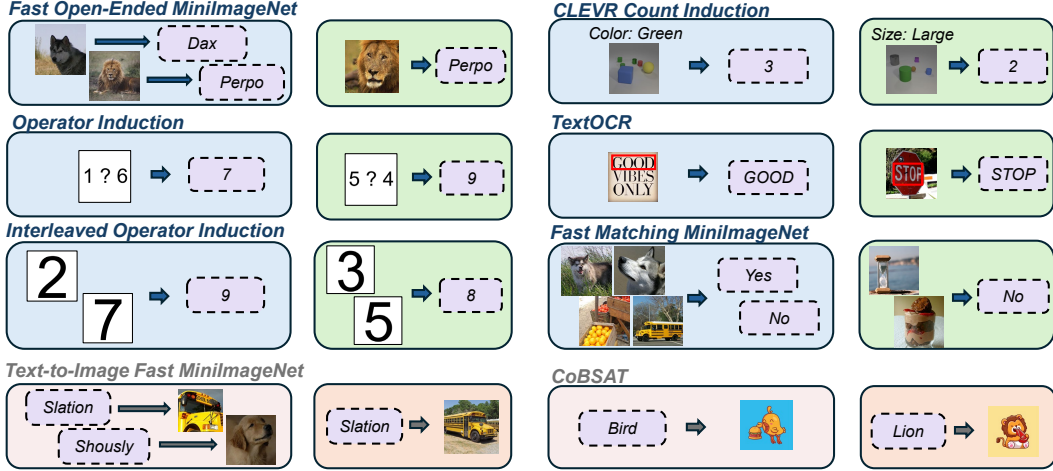 Fast Open-Ended MiniImageNet
Dax
Perpo
Perpo
CLEVR Count Induction
Color: Green
3
Size: Large
2
Operator Induction
1 ? 6
7
5 ? 4
9
TextOCR
GOOD
VIBES
ONLY
GOOD
STOP
STOP
Interleaved Operator Induction
2
7
9
3
5
8
Fast Matching MiniImageNet
Yes
No
No
Text-to-Image Fast MiniImageNet
Slation
Shously
Slation
CoBSAT
Bird
Lion